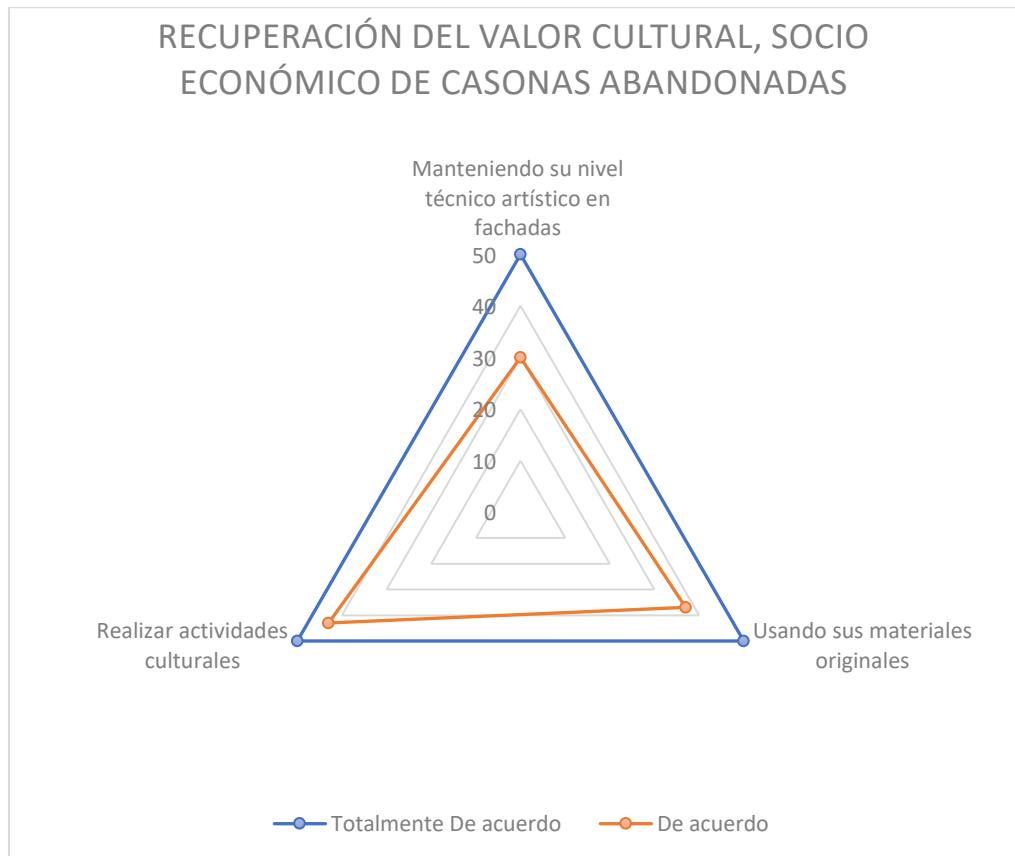 RECUPERACIÓN DEL VALOR CULTURAL, SOCIO
ECONÓMICO DE CASONAS ABANDONADAS
Manteniendo su nivel
técnico artístico en
fachadas
50
40
30
20
10
0
Realizar actividades
culturales
Usando sus materiales
originales
Totalmente De acuerdo
De acuerdo